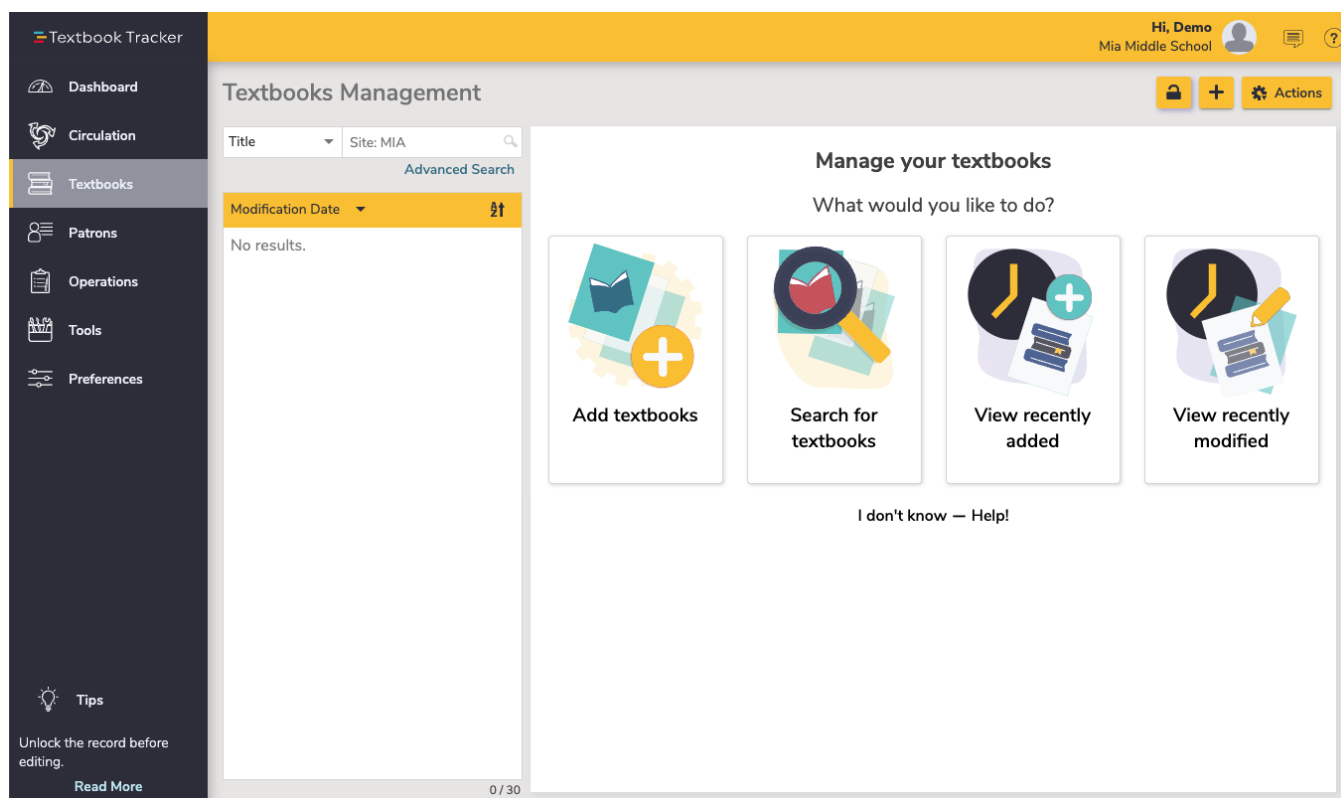 Textbook Tracker
Hi, Demo
Mia Middle School
?
Dashboard
Circulation
Textbooks
Patrons
Operations
Tools
Preferences
Tips
Unlock the record before
editing.
Read More
Textbooks Management
Actions
Title
Site: MIA
Advanced Search
Modification Date
No results.
0 / 30
Manage your textbooks
What would you like to do?
Add textbooks
Search for
textbooks
View recently
added
View recently
modified
I don't know — Help!